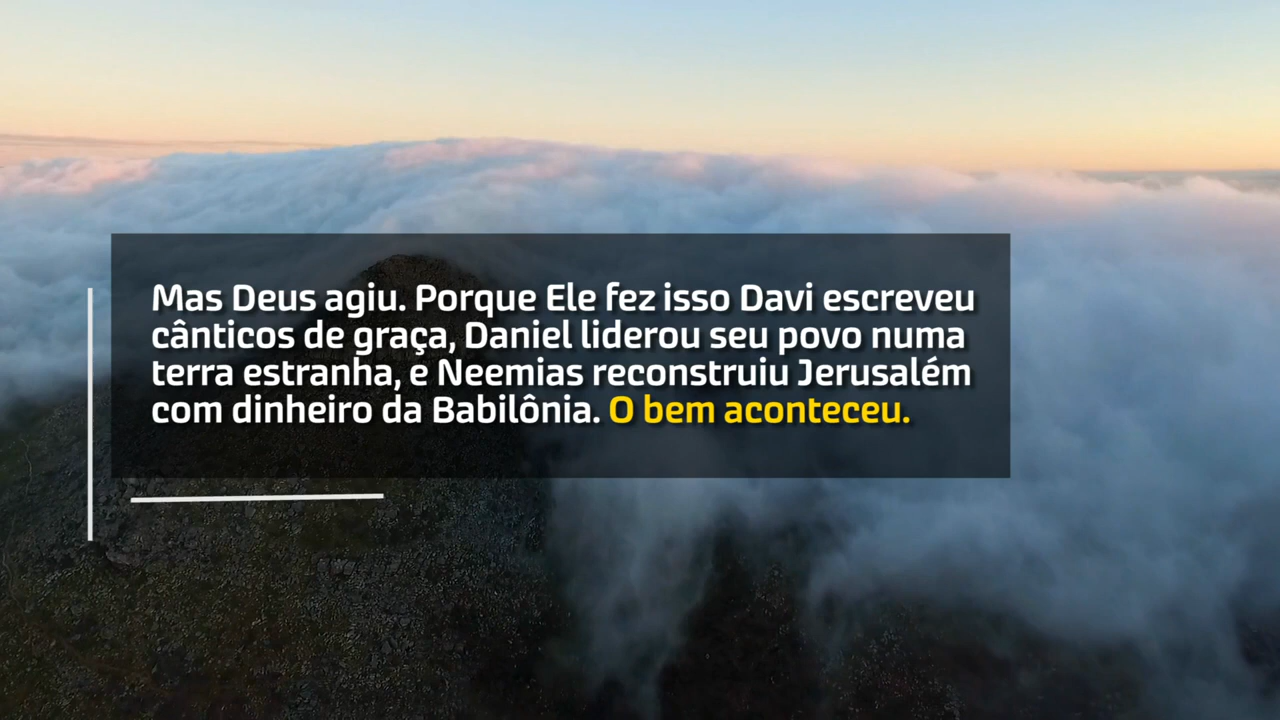 Mas Deus agiu. Porque Ele fez isso Davi escreveu
cânticos de graça, Daniel liderou seu povo numa
terra estranha, e Neemias reconstruiu Jerusalém
com dinheiro da Babilônia. O bem aconteceu.